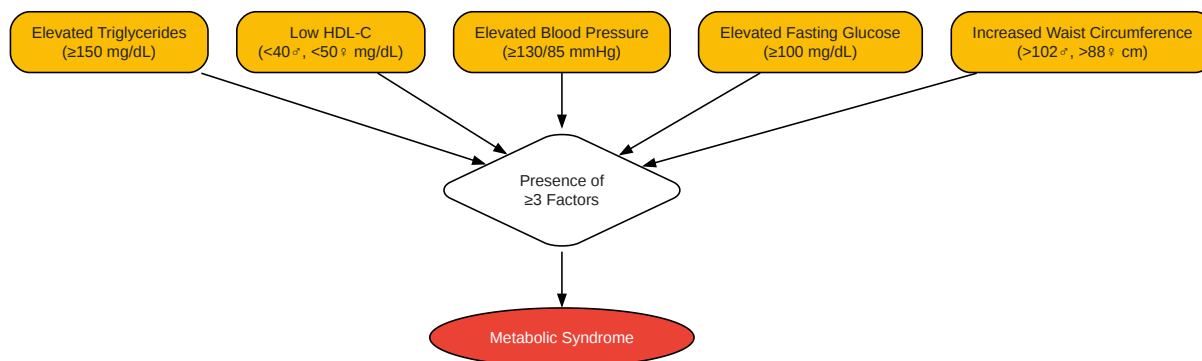 Elevated Triglycerides
(≥150 mg/dL)
Low HDL-C
(<40♂, <50♀ mg/dL)
Elevated Blood Pressure
(≥130/85 mmHg)
Elevated Fasting Glucose
(≥100 mg/dL)
Increased Waist Circumference
(>102♂, >88♀ cm)
Presence of
≥3 Factors
Metabolic Syndrome